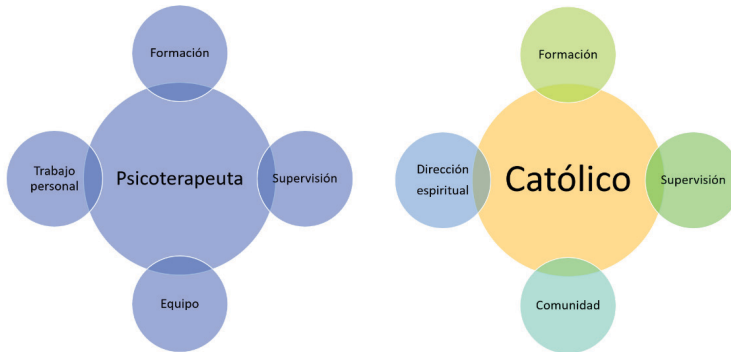 Formación
Trabajo
personal
Psicoterapeuta
Supervisión
Equipo
Formación
Dirección
espiritual
Católico
Supervisión
Comunidad